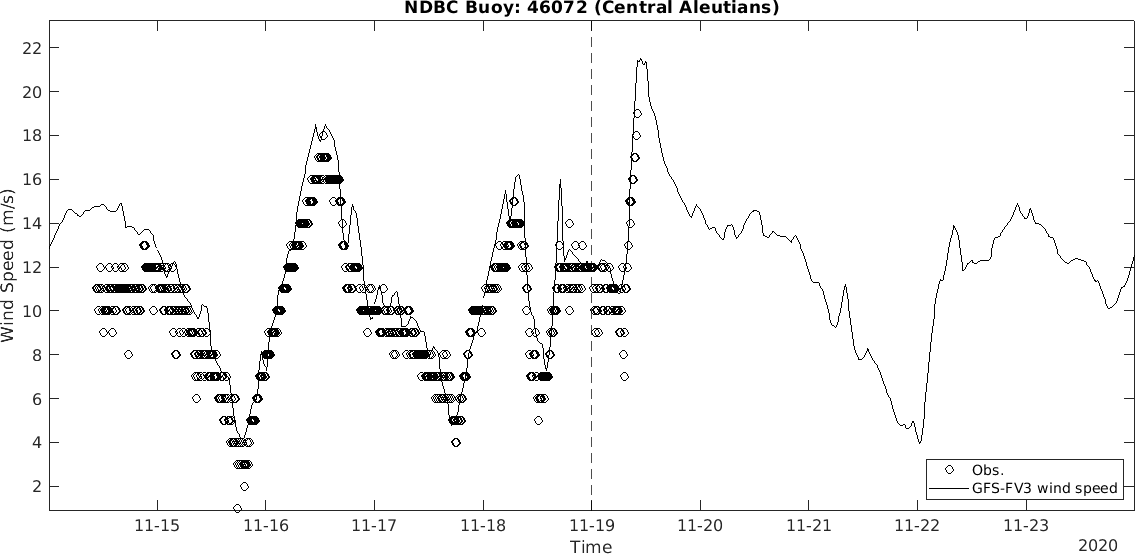 NDBC Buoy: 46072 (Central Aleutians)
22
20
18
16
14
12
10
8
6
4
2
Wind Speed (m/s)
Obs.
GFS-FV3 wind speed
11-15 11-16 11-17 11-18 11-19 11-20 11-21 11-22 11-23
Time
2020